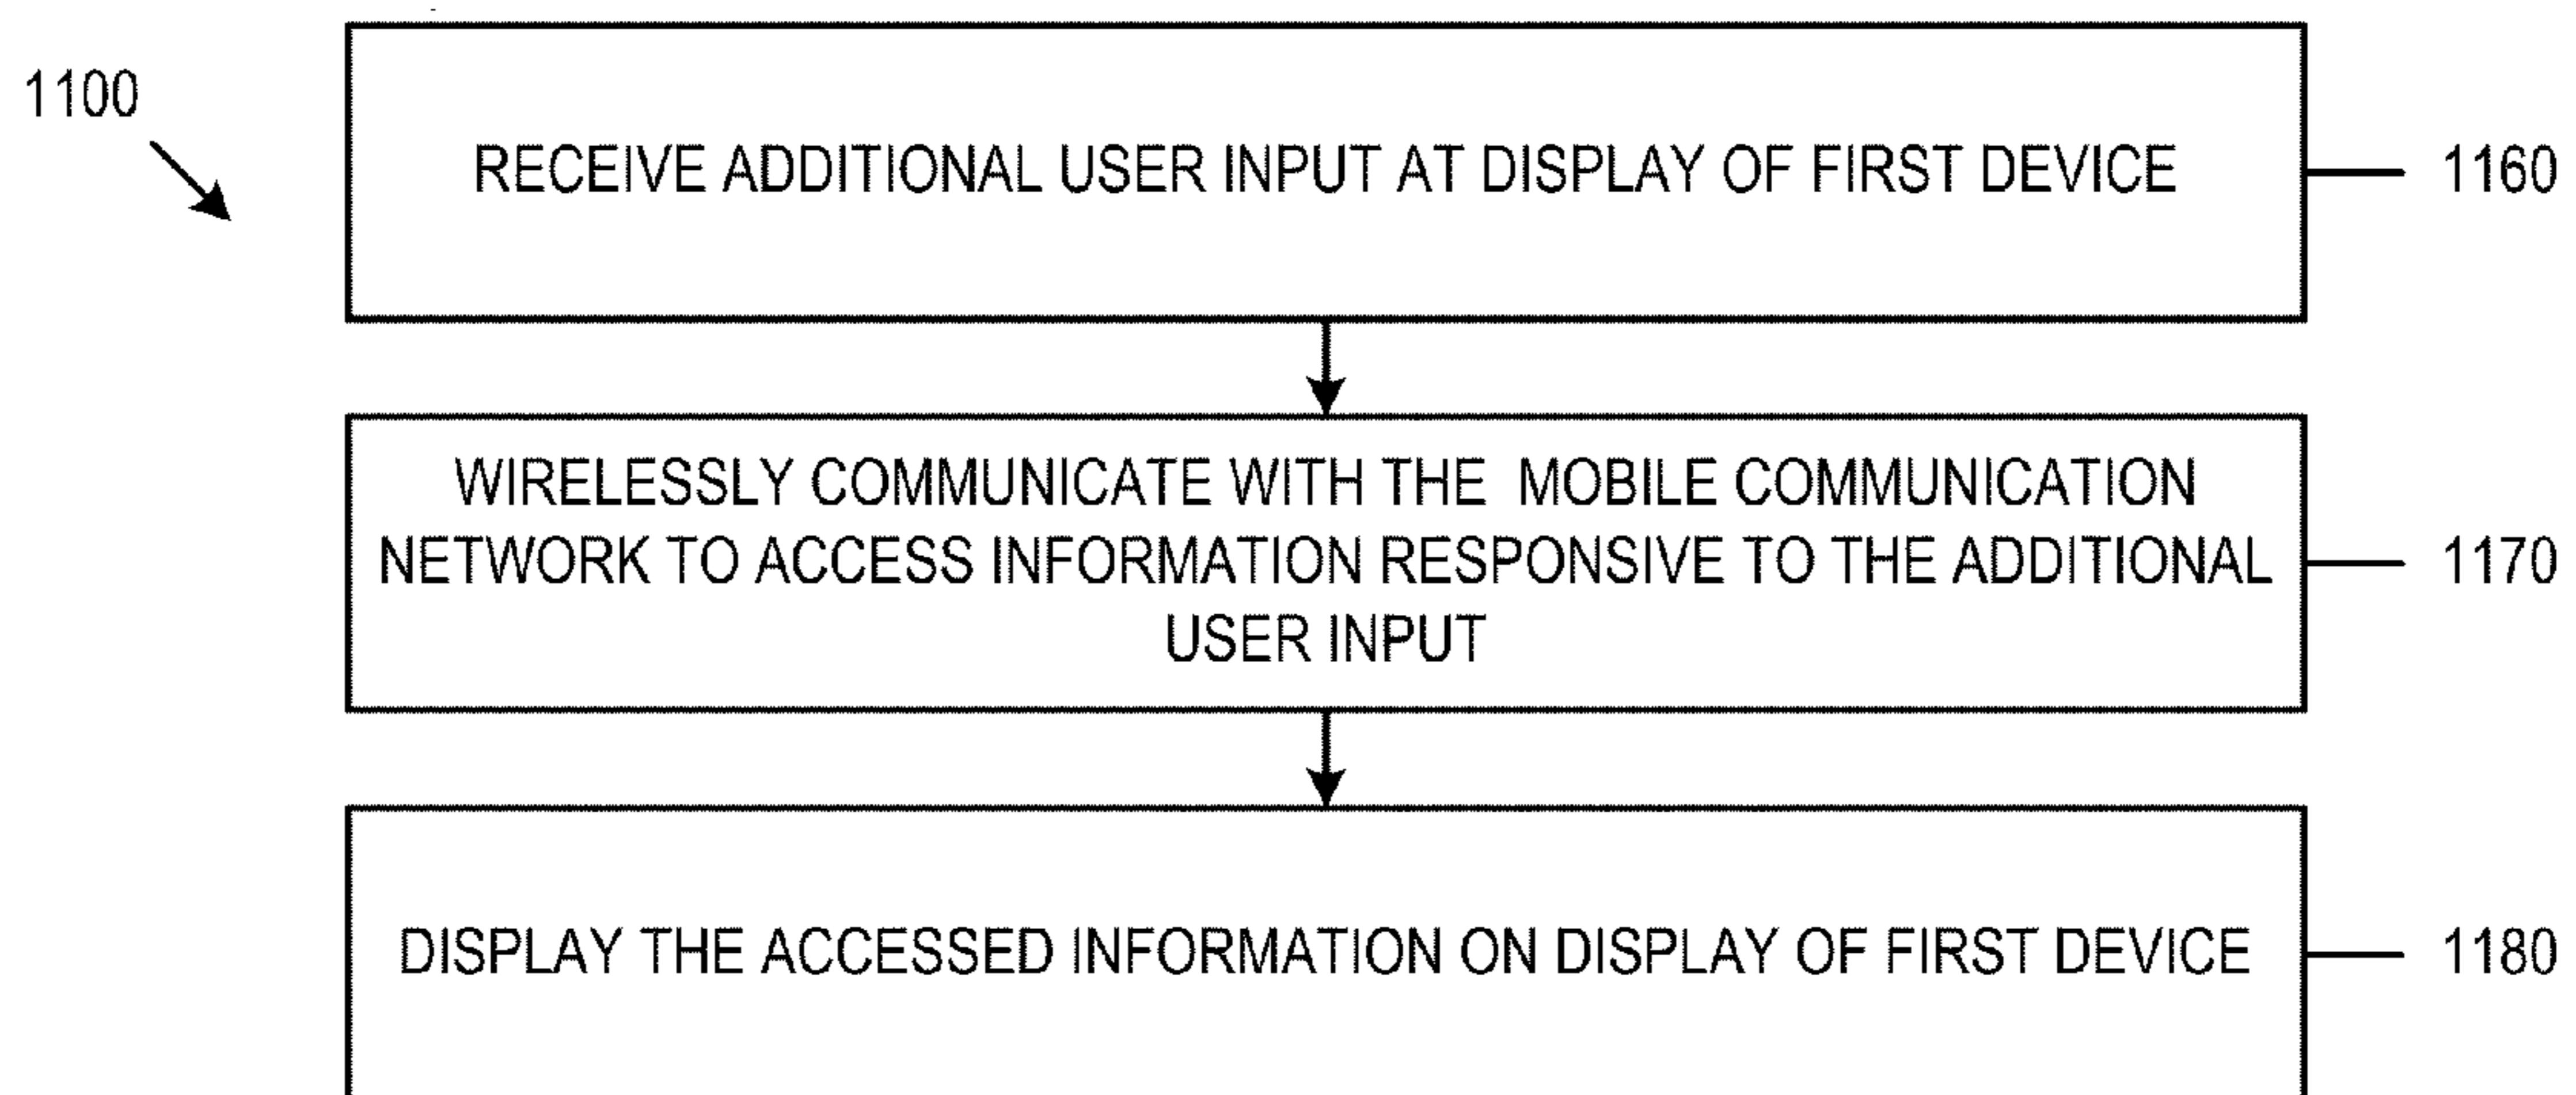 1100
RECEIVE ADDITIONAL USER INPUT AT DISPLAY OF FIRST DEVICE
1160
WIRELESSLY COMMUNICATE WITH THE MOBILE COMMUNICATION
NETWORK TO ACCESS INFORMATION RESPONSIVE TO THE ADDITIONAL
USER INPUT
1170
DISPLAY THE ACCESSED INFORMATION ON DISPLAY OF FIRST DEVICE
1180